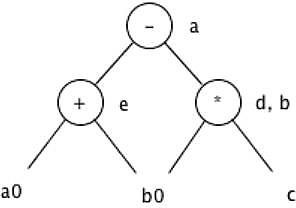 - a
+ e * d, b
a0 b0 c